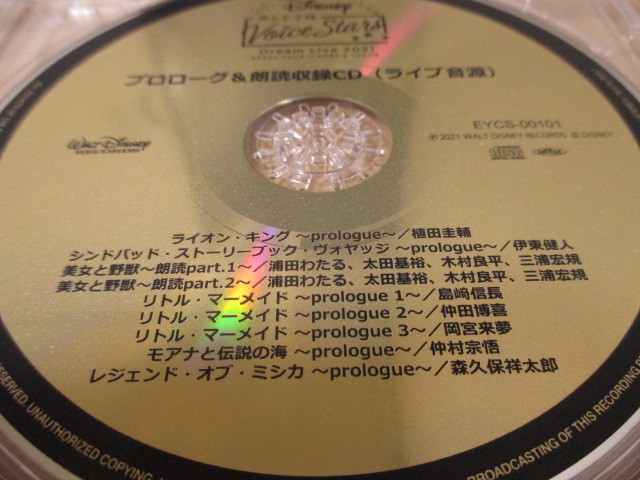 Disney
Voice Stars
Dream Live 2021
プロローグ&朗読収録CD(ライブ音源)
WALT DISNEY
RECORDS
EYCS-00101
Ⓟ 2021 WALT DISNEY RECORDS © DISNEY
ライオン・キング 〜prologue〜/植田圭輔
シンドバッド・ストーリーブック・ヴォヤッジ 〜prologue〜/伊東健人
美女と野獣〜朗読part.1〜/浦田わたる、太田基裕、木村良平、三浦宏規
美女と野獣〜朗読part.2〜/浦田わたる、太田基裕、木村良平、三浦宏規
リトル・マーメイド 〜prologue 1〜/島﨑信長
リトル・マーメイド 〜prologue 2〜/仲田博喜
リトル・マーメイド 〜prologue 3〜/岡宮来夢
モアナと伝説の海 〜prologue〜/仲村宗悟
レジェンド・オブ・ミシカ 〜prologue〜/森久保祥太郎
RESERVED. UNAUTHORIZED COPYING,
BROADCASTING OF THIS RECORDING